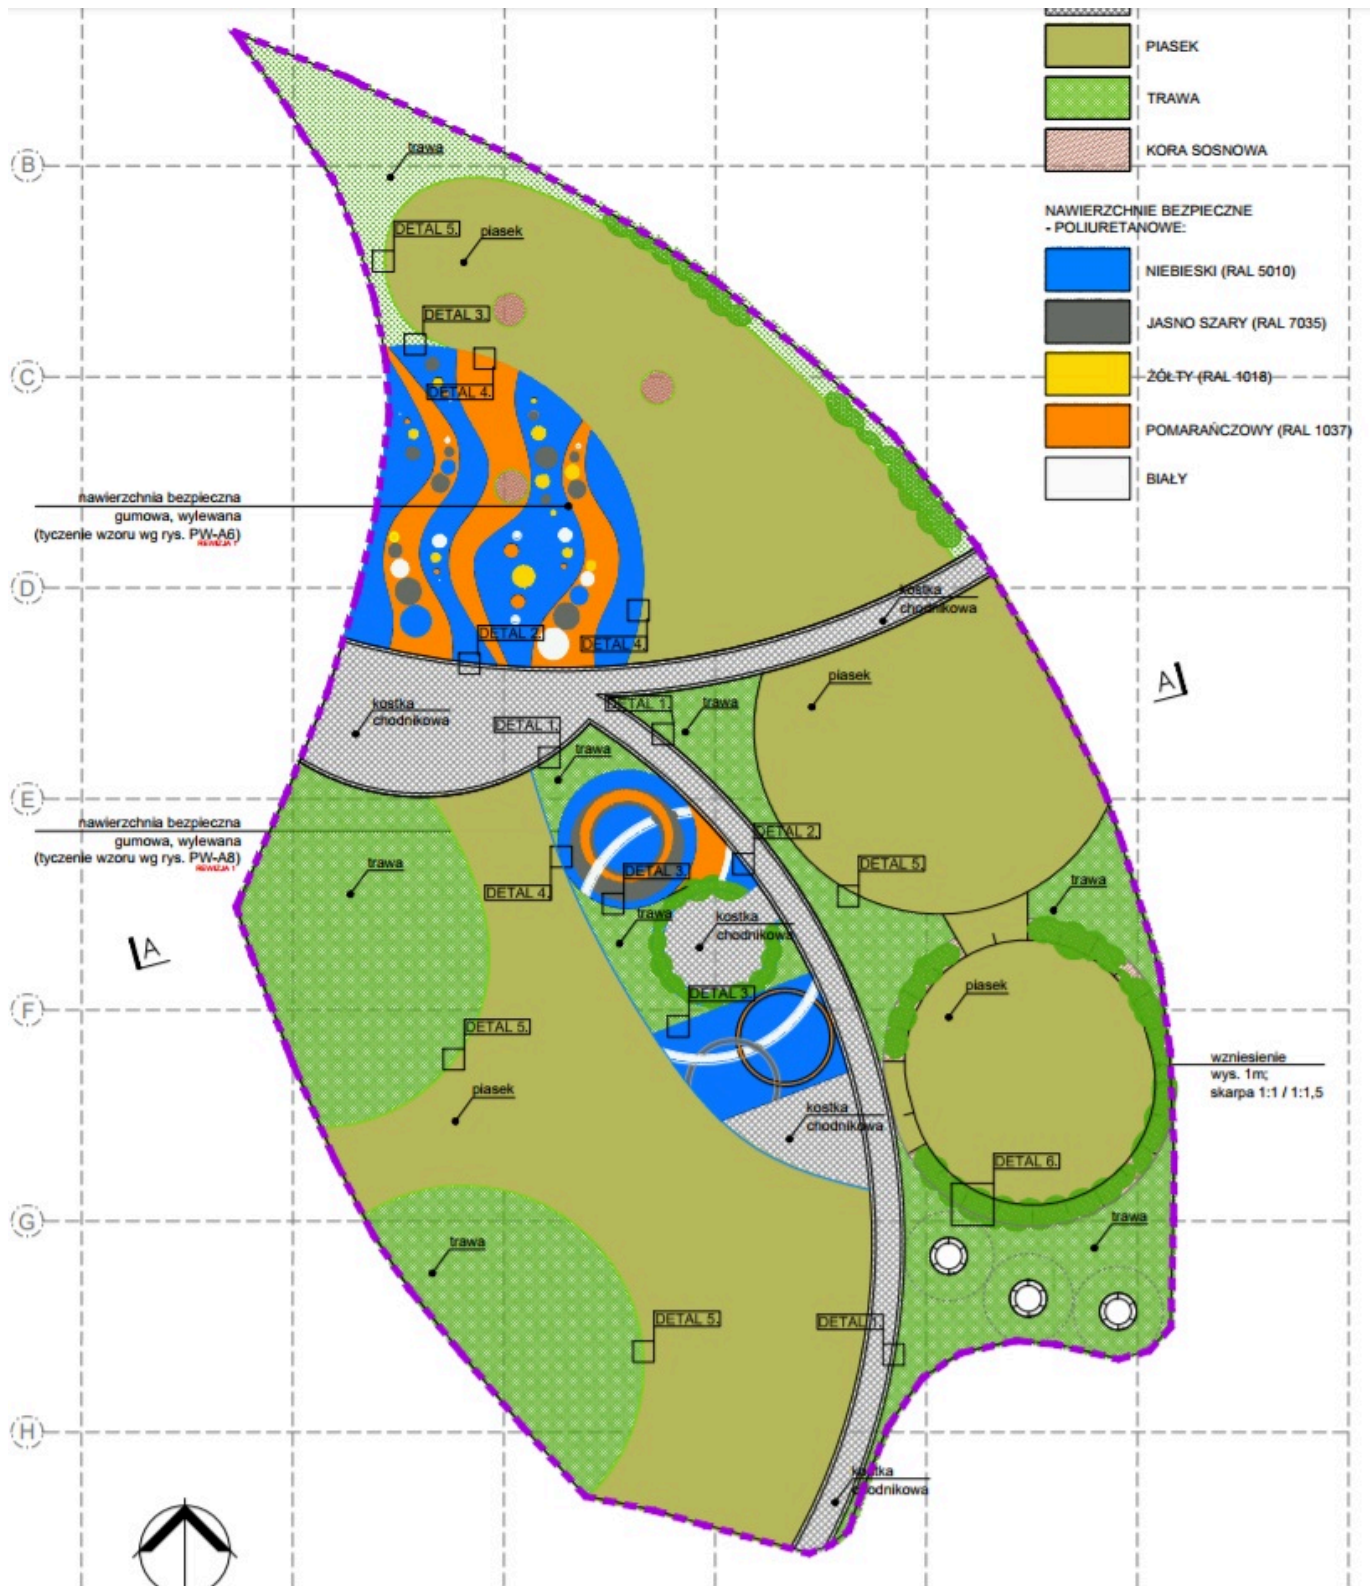 PIASEK
TRAWA
KORA SOSNOWA
NAWIERZCHNIE BEZPIECZNE
- POLIURETANOWE:
NIEBIESKI (RAL 5010)
JASNO SZARY (RAL 7035)
ŻÓŁTY (RAL 1018)
POMARAŃCZOWY (RAL 1037)
BIAŁY
B
trawa
DETAL 5.
piasek
DETAL 3.
C
DETAL 4.
nawierzchnia bezpieczna
gumowa, wylewana
(tyczenie wzoru wg rys. PW-A6)
REWIZJA 1
D
kostka
chodnikowa
DETAL 2.
DETAL 4.
piasek
A
kostka
chodnikowa
DETAL 1.
trawa
DETAL 1.
trawa
E
nawierzchnia bezpieczna
gumowa, wylewana
(tyczenie wzoru wg rys. PW-A8)
REWIZJA 1
DETAL 2.
trawa
DETAL 4.
DETAL 3.
DETAL 5.
trawa
trawa
kostka
chodnikowa
A
DETAL 3.
piasek
F
DETAL 5.
wzniesienie
wys. 1m;
skarpa 1:1 / 1:1,5
piasek
kostka
chodnikowa
DETAL 6.
G
trawa
trawa
DETAL 5.
DETAL 1.
H
kostka
chodnikowa